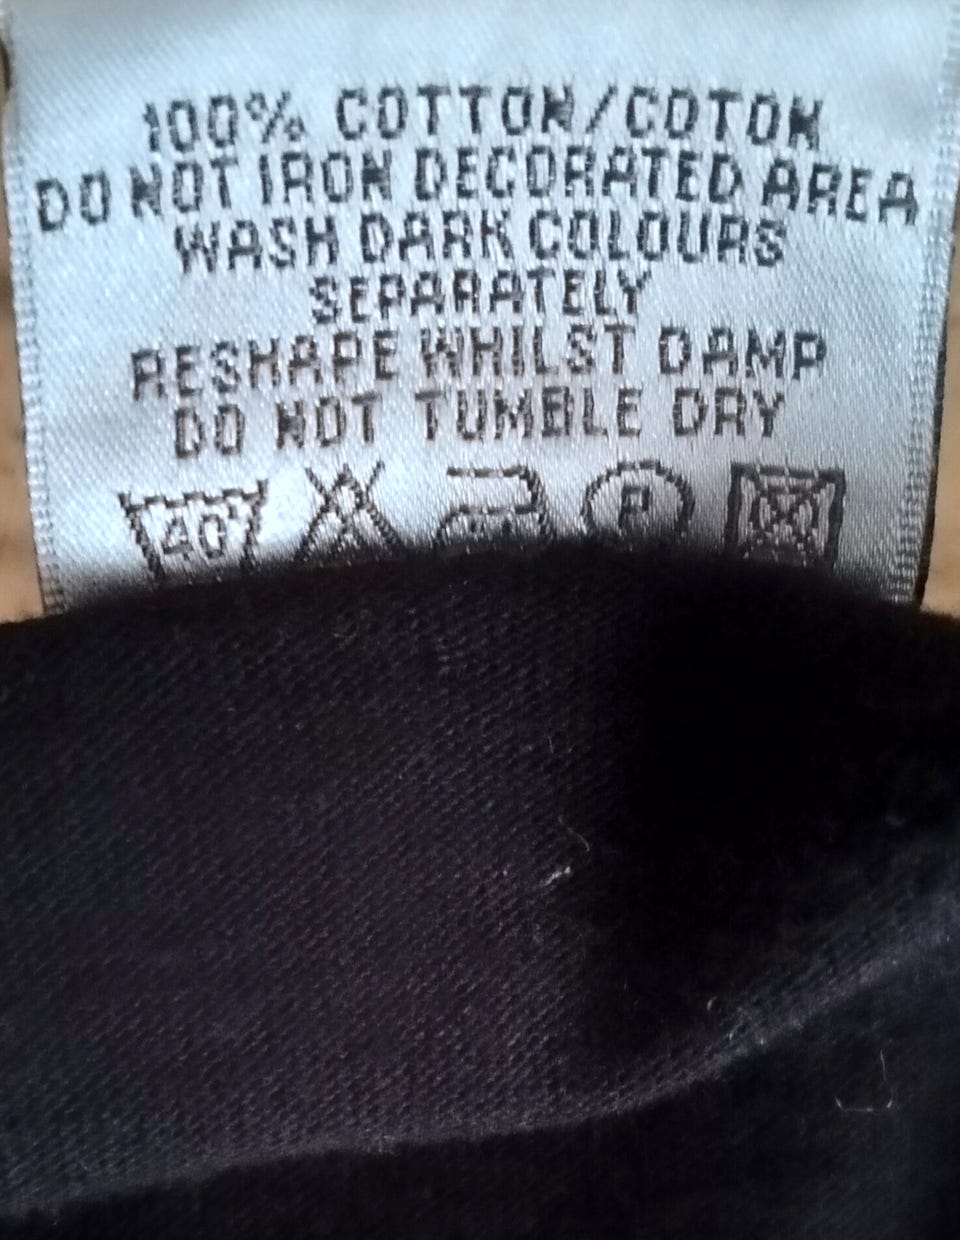 100% COTTON/COTON
DO NOT IRON DECORATED AREA
WASH DARK COLOURS
SEPARATELY
RESHAPE WHILST DAMP
DO NOT TUMBLE DRY
40° P